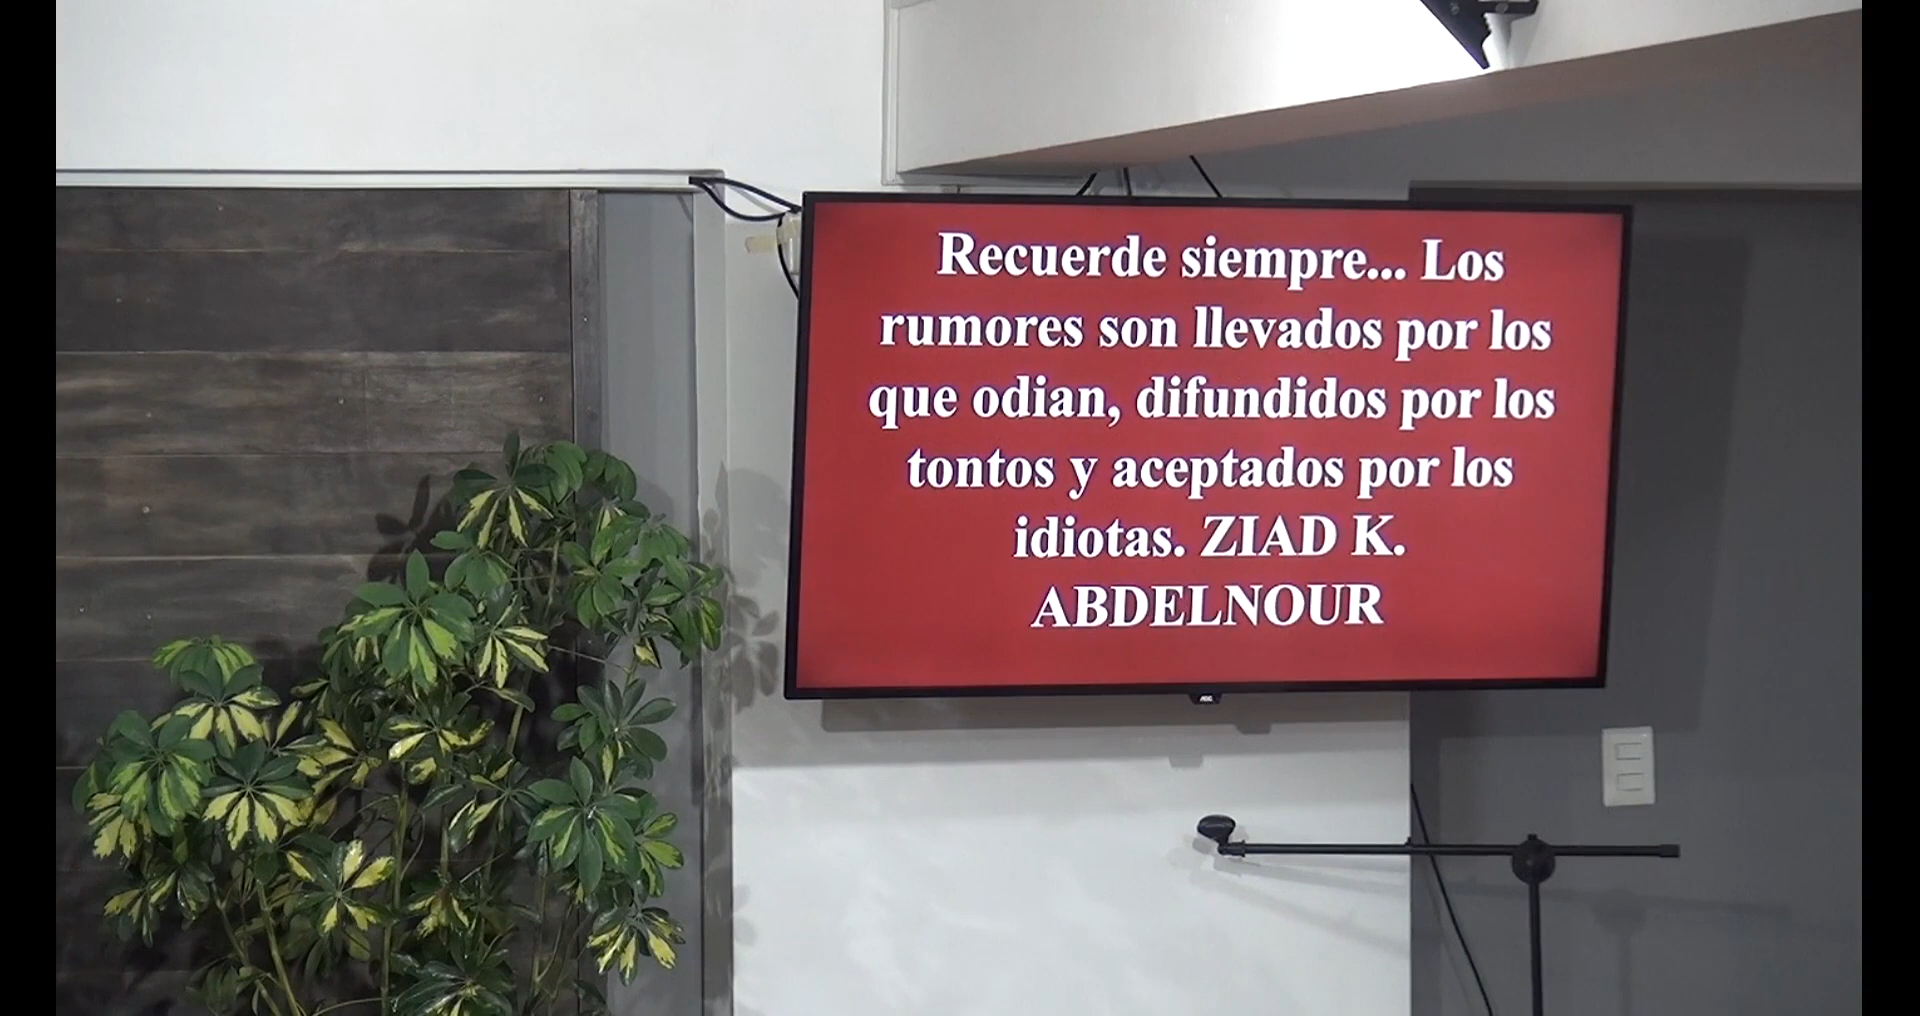 Recuerde siempre... Los
rumores son llevados por los
que odian, difundidos por los
tontos y aceptados por los
idiotas. ZIAD K.
ABDELNOUR
AOC